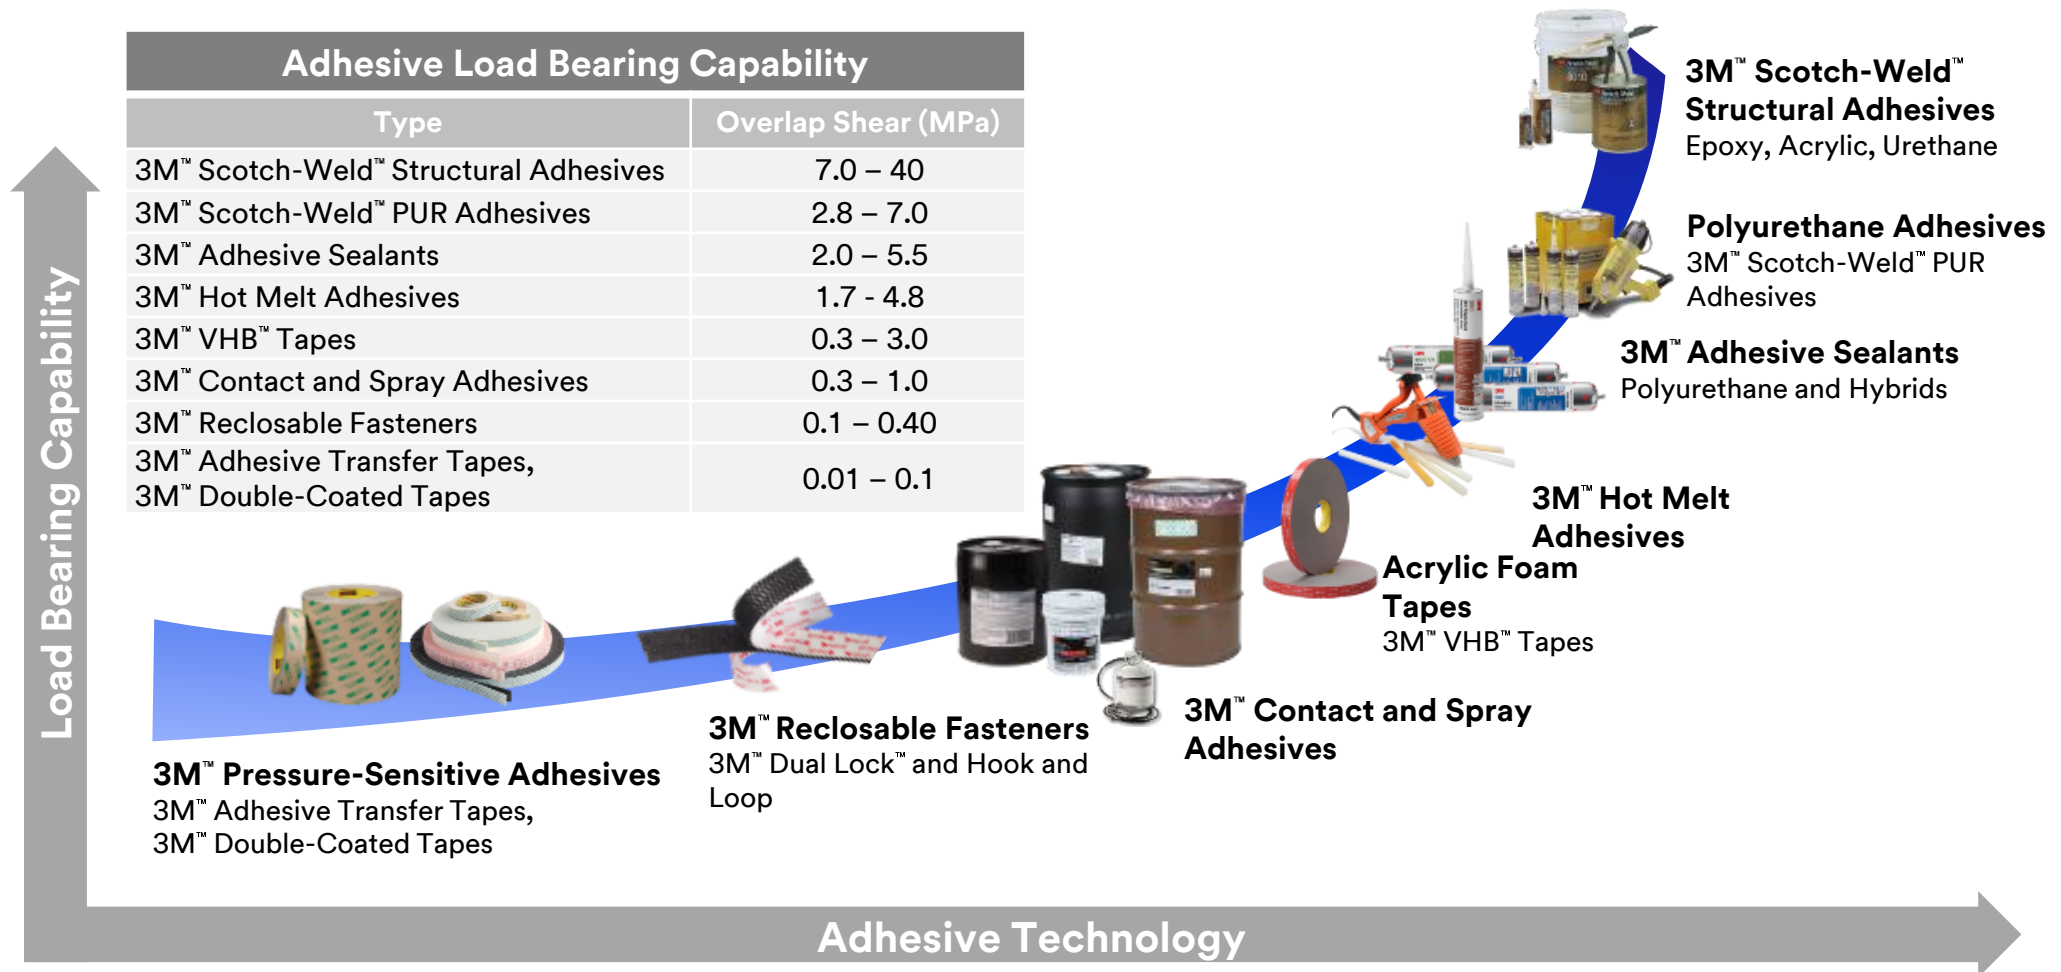 Adhesive Load Bearing Capability
Type Overlap Shear (MPa)
3M™ Scotch-Weld™ Structural Adhesives 7.0 – 40
3M™ Scotch-Weld™ PUR Adhesives 2.8 – 7.0
3M™ Adhesive Sealants 2.0 – 5.5
3M™ Hot Melt Adhesives 1.7 - 4.8
3M™ VHB™ Tapes 0.3 – 3.0
3M™ Contact and Spray Adhesives 0.3 – 1.0
3M™ Reclosable Fasteners 0.1 – 0.40
3M™ Adhesive Transfer Tapes,
3M™ Double-Coated Tapes 0.01 – 0.1
Load Bearing Capability
3M™ Scotch-Weld™
Structural Adhesives
Epoxy, Acrylic, Urethane
Polyurethane Adhesives
3M™ Scotch-Weld™ PUR
Adhesives
3M™ Adhesive Sealants
Polyurethane and Hybrids
3M™ Hot Melt
Adhesives
Acrylic Foam
Tapes
3M™ VHB™ Tapes
3M™ Contact and Spray
Adhesives
3M™ Reclosable Fasteners
3M™ Dual Lock™ and Hook and
Loop
3M™ Pressure-Sensitive Adhesives
3M™ Adhesive Transfer Tapes,
3M™ Double-Coated Tapes
Adhesive Technology